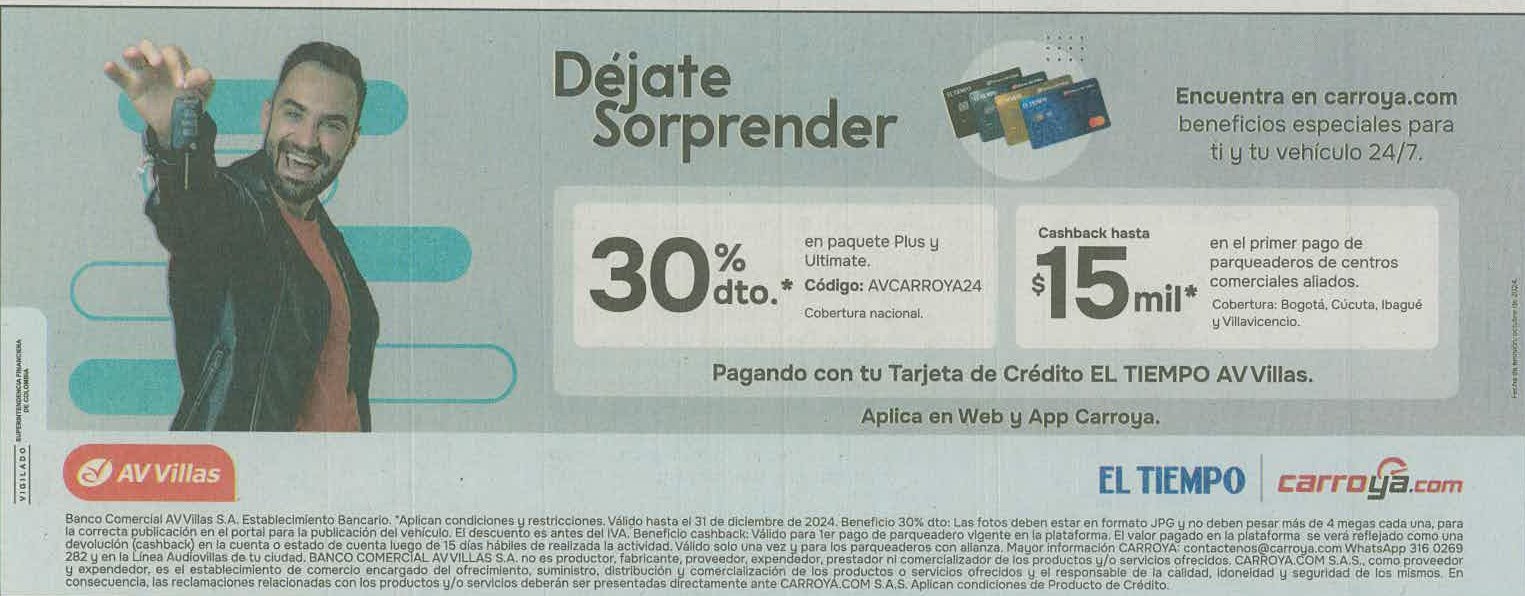 Déjate
Sorprender
EL TIEMPO
Encuentra en carroya.com
beneficios especiales para
ti y tu vehículo 24/7.
30% dto.*
en paquete Plus y
Ultimate.
Código: AVCARROYA24
Cobertura nacional.
Cashback hasta
$15 mil*
en el primer pago de
parqueaderos de centros
comerciales aliados.
Cobertura: Bogotá, Cúcuta, Ibagué
y Villavicencio.
Pagando con tu Tarjeta de Crédito EL TIEMPO AV Villas.
Aplica en Web y App Carroya.
VIGILADO
SUPERINTENDENCIA FINANCIERA
DE COLOMBIA
Fecha de emisión: octubre de 2024.
AV Villas
EL TIEMPO
carroya.com
Banco Comercial AV Villas S.A. Establecimiento Bancario. *Aplican condiciones y restricciones. Válido hasta el 31 de diciembre de 2024. Beneficio 30% dto: Las fotos deben estar en formato JPG y no deben pesar más de 4 megas cada una, para
la correcta publicación en el portal para la publicación del vehículo. El descuento es antes del IVA. Beneficio cashback: Válido para 1er pago de parqueadero vigente en la plataforma. El valor pagado en la plataforma se verá reflejado como una
devolución (cashback) en la cuenta o estado de cuenta luego de 15 días hábiles de realizada la actividad. Válido solo una vez y para los parqueaderos con alianza. Mayor información CARROYA: contactenos@carroya.com WhatsApp 316 0269
282 y en la Línea Audiovillas de tu ciudad. BANCO COMERCIAL AV VILLAS S.A. no es productor, fabricante, proveedor, expendedor, prestador ni comercializador de los productos y/o servicios ofrecidos. CARROYA.COM S.A.S., como proveedor
y expendedor, es el establecimiento de comercio encargado del ofrecimiento, suministro, distribución y comercialización de los productos o servicios ofrecidos y el responsable de la calidad, idoneidad y seguridad de los mismos. En
consecuencia, las reclamaciones relacionadas con los productos y/o servicios deberán ser presentadas directamente ante CARROYA.COM S.A.S. Aplican condiciones de Producto de Crédito.